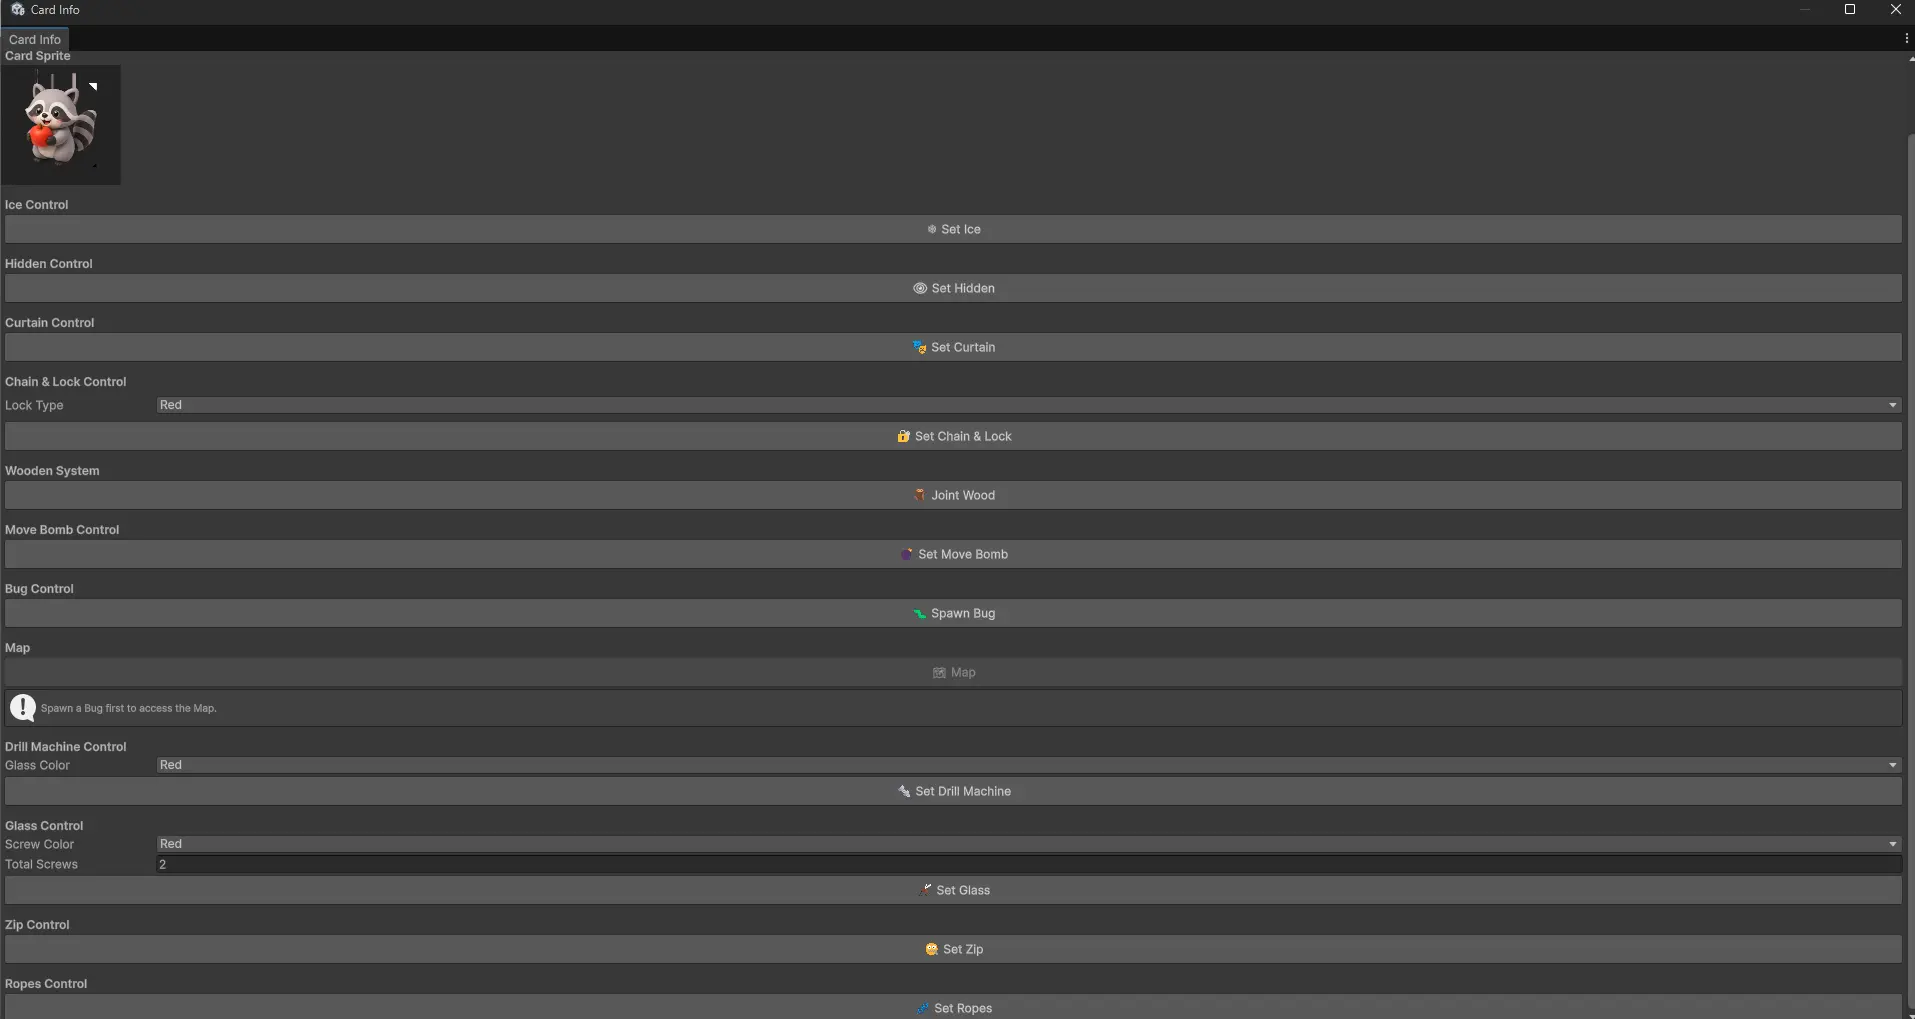 Card Info
Card Info
Card Sprite
Ice Control
Set Ice
Hidden Control
Set Hidden
Curtain Control
Set Curtain
Chain & Lock Control
Lock Type Red
Set Chain & Lock
Wooden System
Joint Wood
Move Bomb Control
Set Move Bomb
Bug Control
Spawn Bug
Map
Map
Spawn a Bug first to access the Map.
Drill Machine Control
Glass Color Red
Set Drill Machine
Glass Control
Screw Color Red
Total Screws 2
Set Glass
Zip Control
Set Zip
Ropes Control
Set Ropes